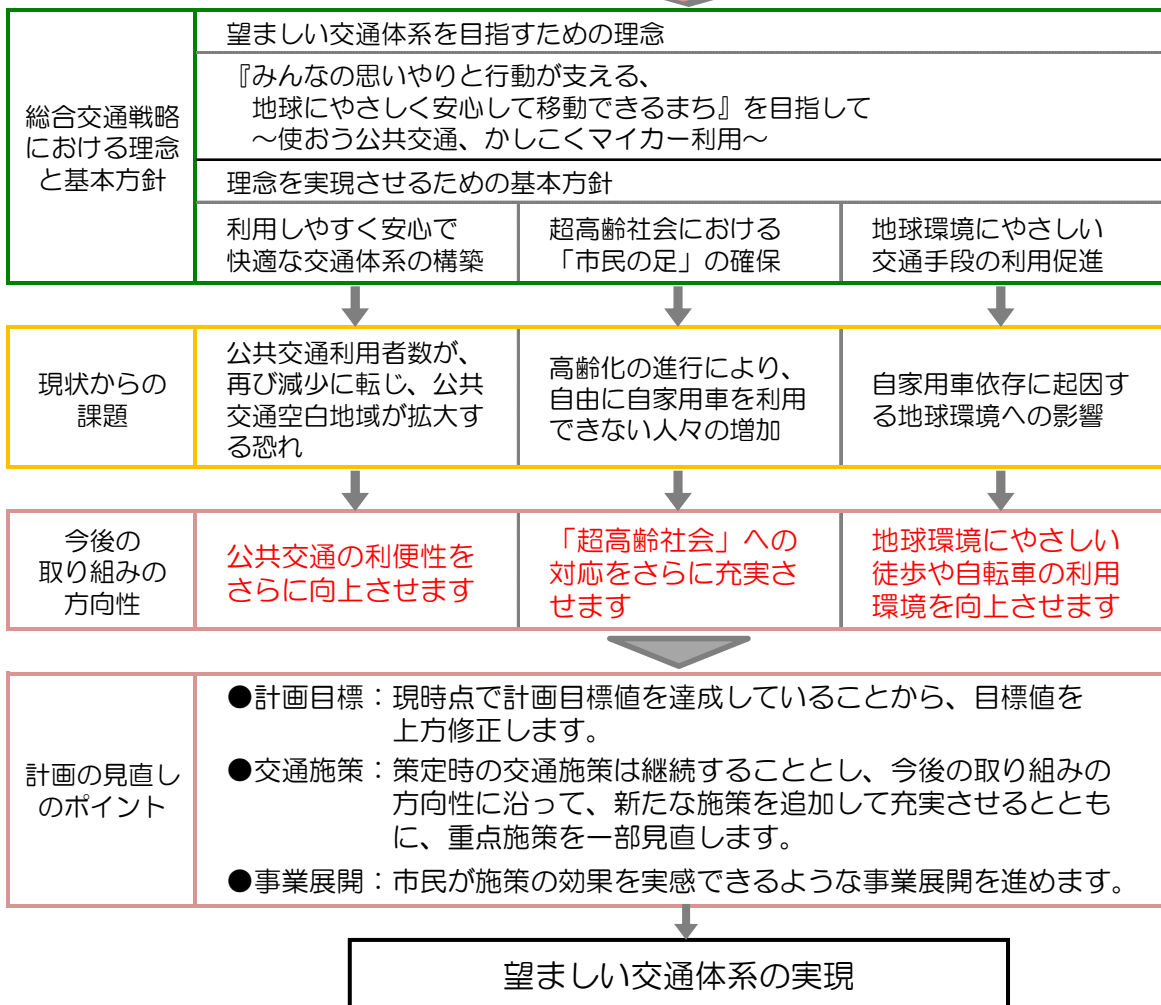 総合交通戦略
における理念
と基本方針
望ましい交通体系を目指すための理念
『みんなの思いやりと行動が支える、
地球にやさしく安心して移動できるまち』を目指して
～使おう公共交通、かしこくマイカー利用～
理念を実現させるための基本方針
利用しやすく安心で
快適な交通体系の構築
超高齢社会における
「市民の足」の確保
地球環境にやさしい
交通手段の利用促進
現状からの
課題
公共交通利用者数が、
再び減少に転じ、公共
交通空白地域が拡大す
る恐れ
高齢化の進行により、
自由に自家用車を利用
できない人々の増加
自家用車依存に起因す
る地球環境への影響
今後の
取り組みの
方向性
公共交通の利便性を
さらに向上させます
「超高齢社会」への
対応をさらに充実さ
せます
地球環境にやさしい
徒歩や自転車の利用
環境を向上させます
計画の見直し
のポイント
●計画目標：現時点で計画目標値を達成していることから、目標値を
上方修正します。
●交通施策：策定時の交通施策は継続することとし、今後の取り組みの
方向性に沿って、新たな施策を追加して充実させるととも
に、重点施策を一部見直します。
●事業展開：市民が施策の効果を実感できるような事業展開を進めます。
望ましい交通体系の実現